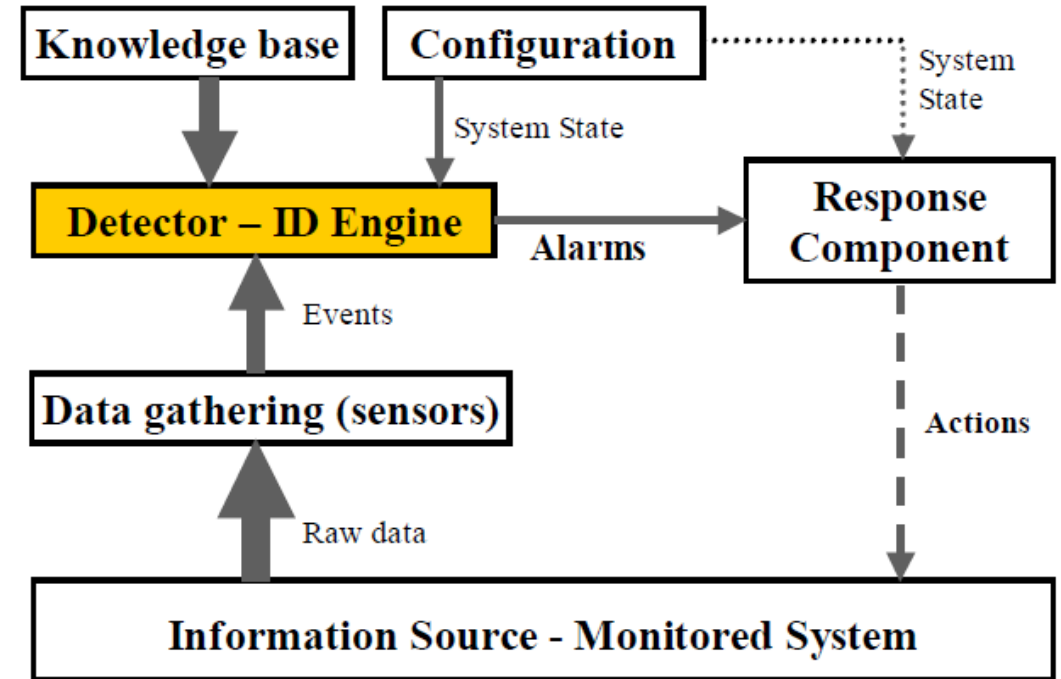 Knowledge base
Configuration
System
State
System State
Detector – ID Engine
Alarms
Response
Component
Events
Data gathering (sensors)
Actions
Raw data
Information Source - Monitored System